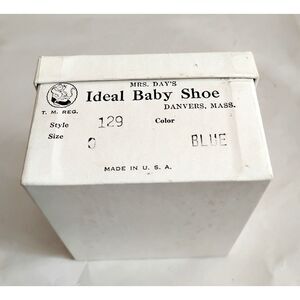 MRS. DAY'S
Ideal Baby Shoe
DANVERS, MASS.
T. M. REG.
Style 129 Color
Size 0 BLUE
MADE IN U. S. A.